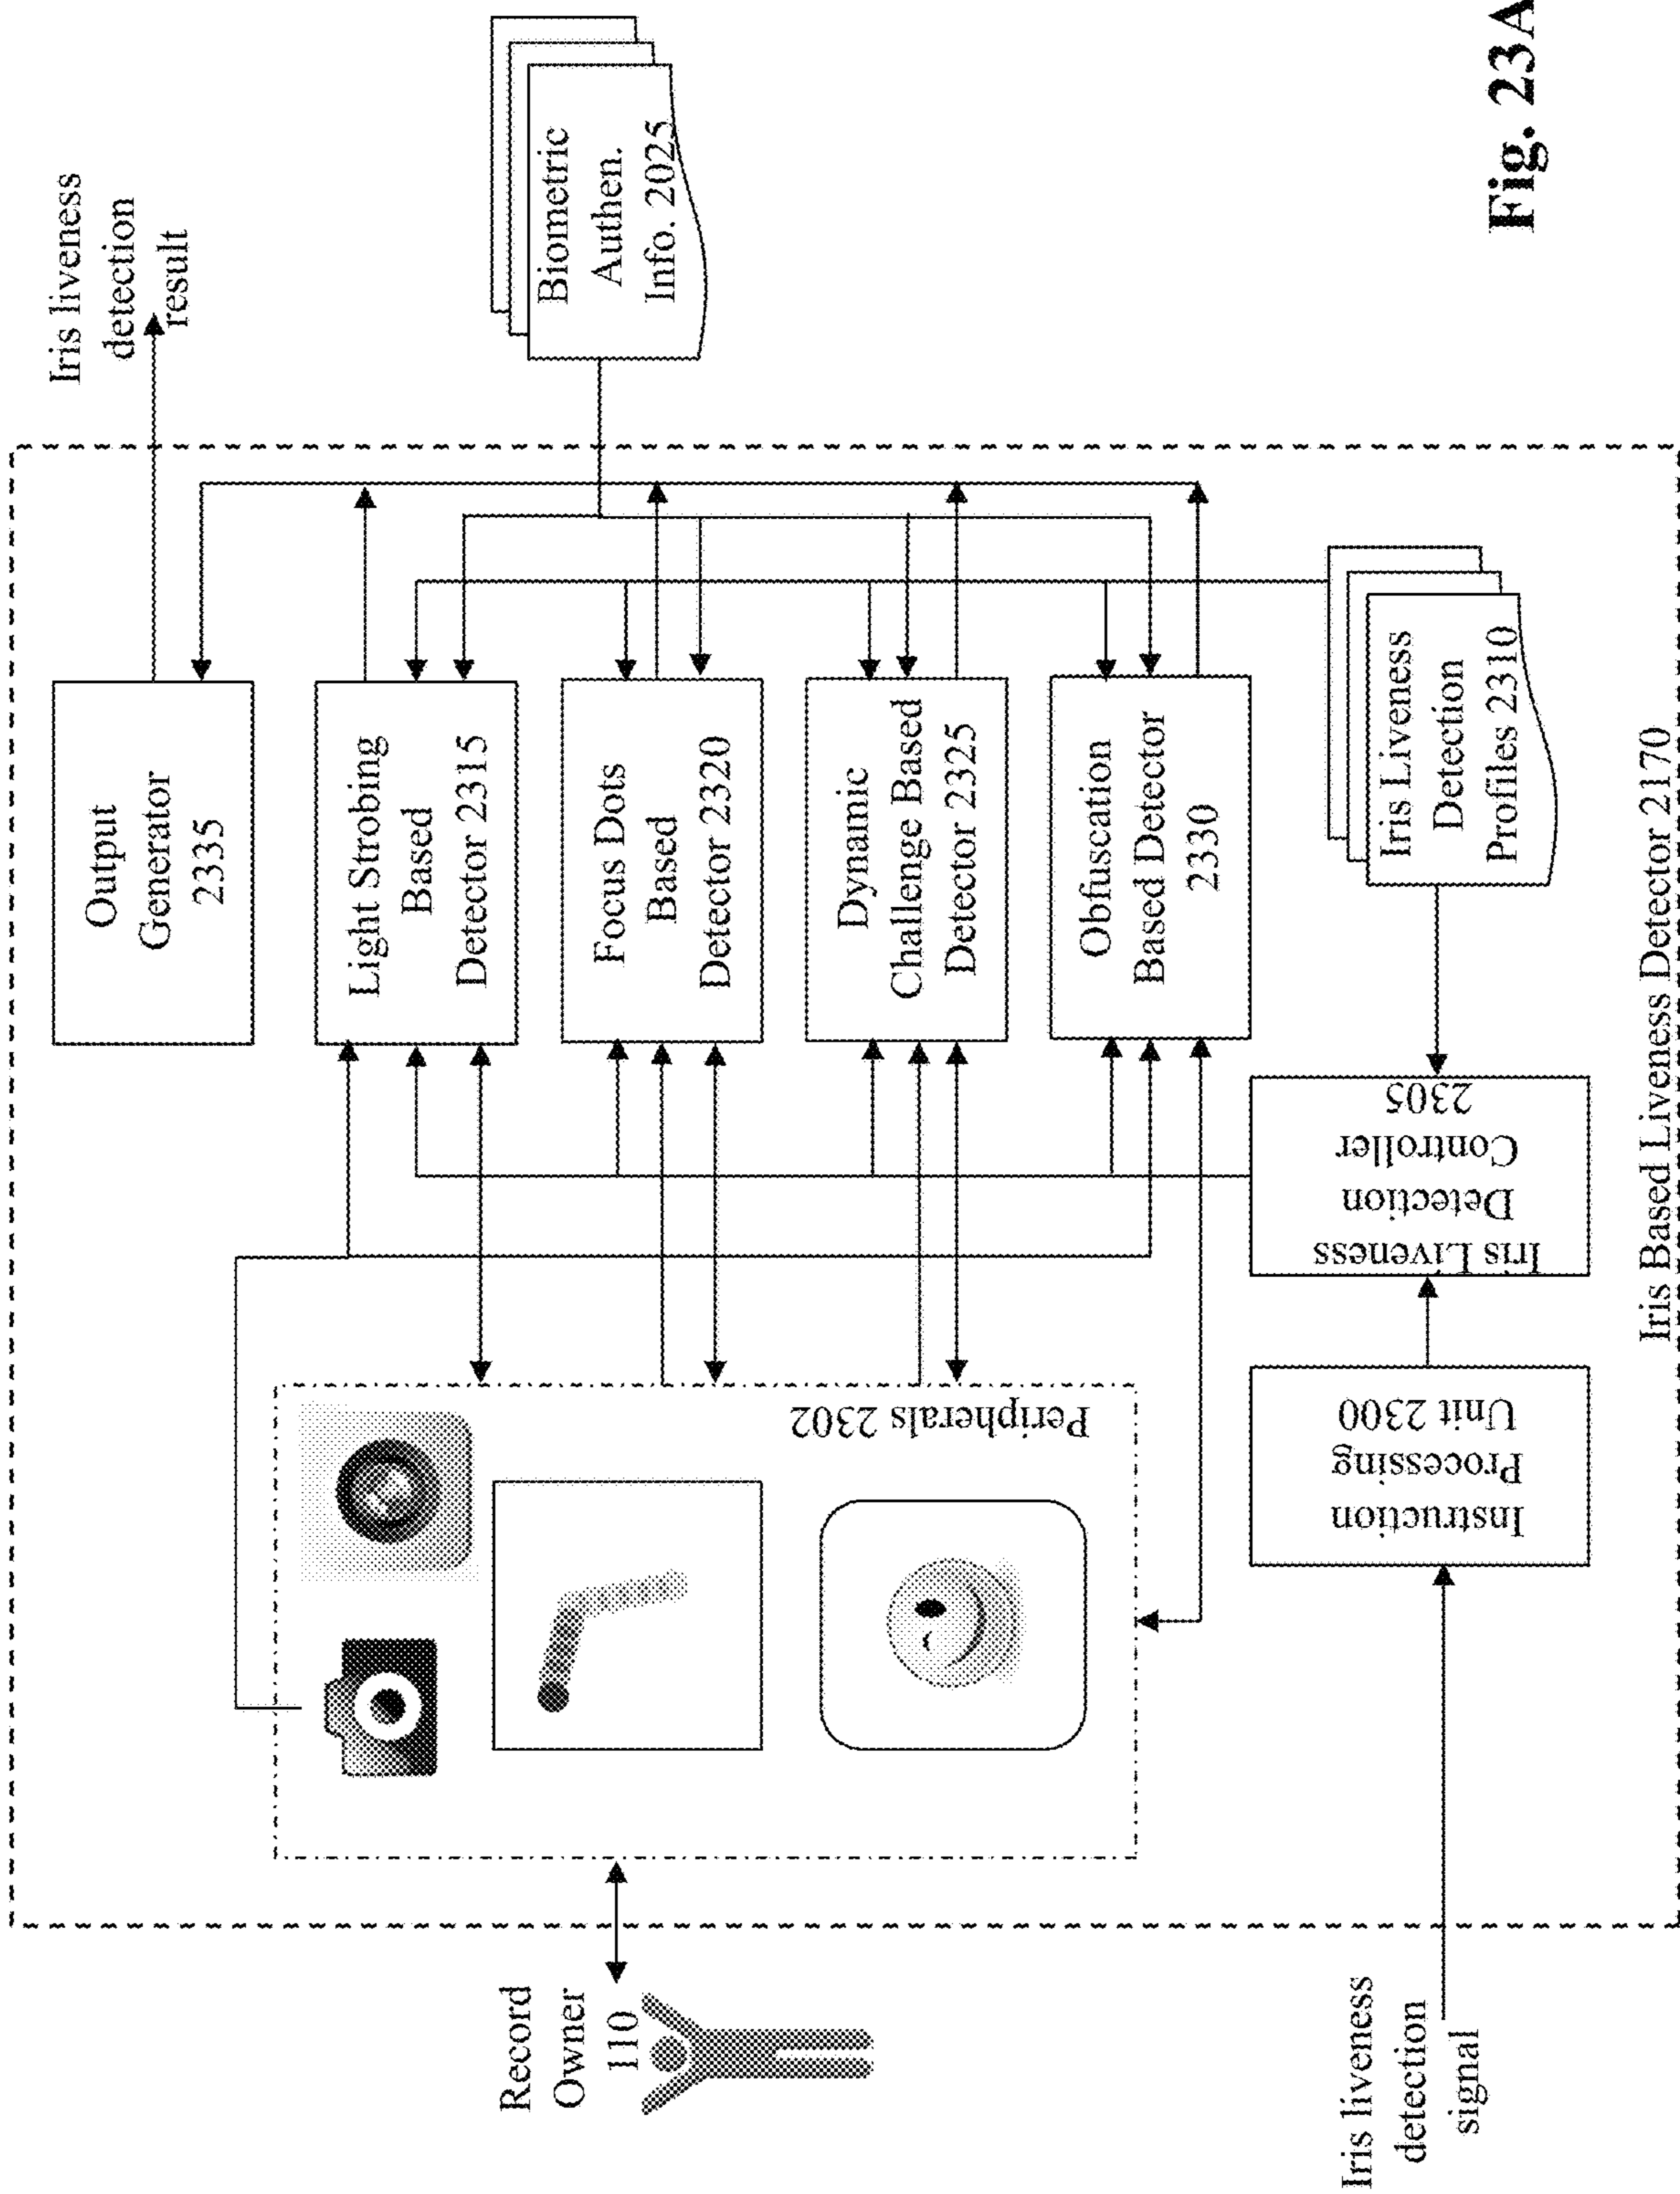 Iris liveness
detection
result
Biometric
Authen.
Info. 2025
Output
Generator
2335
Light Strobing
Based
Detector 2315
Focus Dots
Based
Detector 2320
Dynamic
Challenge Based
Detector 2325
Obfuscation
Based Detector
2330
Iris Liveness
Detection
Profiles 2310
Iris Liveness
Detection
Controller
2305
Instruction
Processing
Unit 2300
Peripherals 2302
Record
Owner
110
Iris liveness
detection
signal
Iris Based Liveness Detector 2170
Fig. 23A